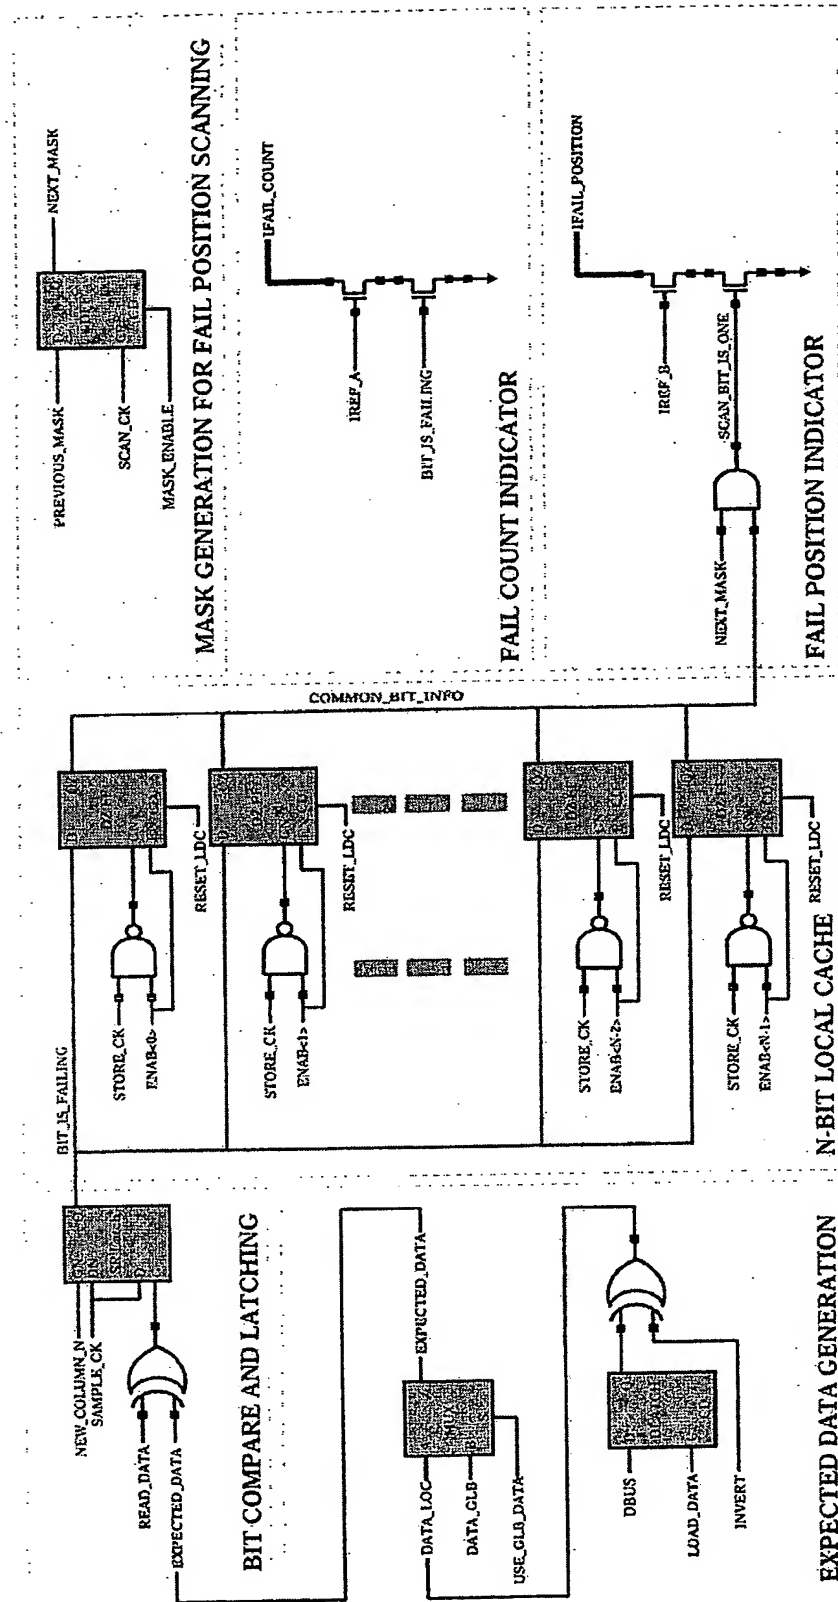 NEW_COLUMN_N
SAMPLE_CK
READ_DATA
EXPECTED_DATA
BIT COMPARE AND LATCHING
DATA_LOC
DATA_GLB
USE_GLB_DATA
MUX
EXPECTED_DATA
DBUS
LOAD_DATA
INVERT
EXPECTED DATA GENERATION
BIT_IS_FAILING
STORE_CK
ENAB<0>
RESET_LDC
STORE_CK
ENAB<1>
RESET_LDC
STORE_CK
ENAB<N-2>
RESET_LDC
STORE_CK
ENAB<N-1>
RESET_LDC
N-BIT LOCAL CACHE
COMMON_BIT_INFO
PREVIOUS_MASK
SCAN_CK
MASK_ENABLE
NEXT_MASK
MASK GENERATION FOR FAIL POSITION SCANNING
IREF_A
BIT_IS_FAILING
IFAIL_COUNT
FAIL COUNT INDICATOR
NEXT_MASK
IREF_B
SCAN_BIT_IS_ONE
IFAIL_POSITION
FAIL POSITION INDICATOR